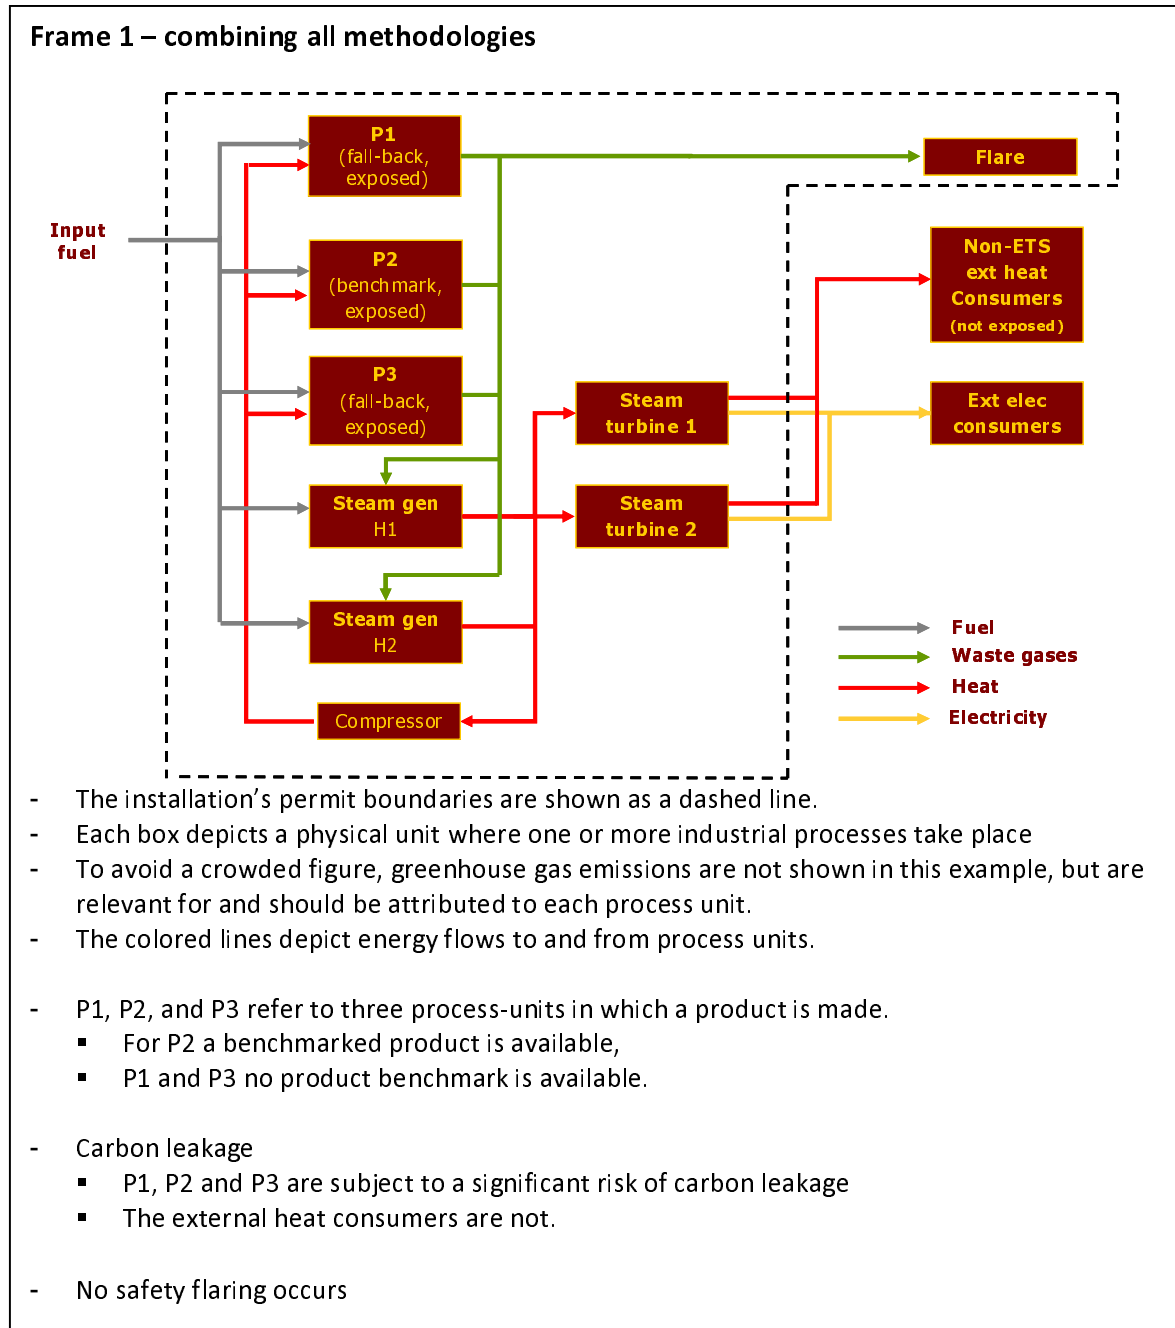 Frame 1 – combining all methodologies
P1
(fall-back,
exposed)
Flare
Input
fuel
P2
(benchmark,
exposed)
Non-ETS
ext heat
Consumers
(not exposed)
P3
(fall-back,
exposed)
Steam
turbine 1
Ext elec
consumers
Steam gen
H1
Steam
turbine 2
Steam gen
H2
Fuel
Waste gases
Heat
Electricity
Compressor
- The installation's permit boundaries are shown as a dashed line.
- Each box depicts a physical unit where one or more industrial processes take place
- To avoid a crowded figure, greenhouse gas emissions are not shown in this example, but are
relevant for and should be attributed to each process unit.
- The colored lines depict energy flows to and from process units.
- P1, P2, and P3 refer to three process-units in which a product is made.
▪ For P2 a benchmarked product is available,
▪ P1 and P3 no product benchmark is available.
- Carbon leakage
▪ P1, P2 and P3 are subject to a significant risk of carbon leakage
▪ The external heat consumers are not.
- No safety flaring occurs